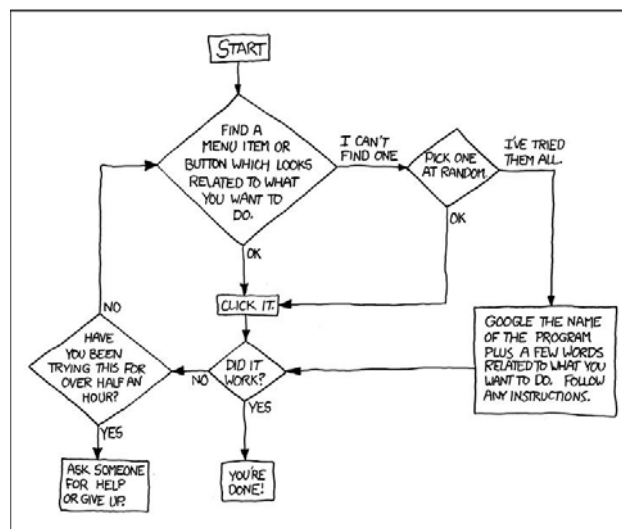 START
FIND A
MENU ITEM OR
BUTTON WHICH LOOKS
RELATED TO WHAT
YOU WANT TO
DO.
I CAN'T
FIND ONE
PICK ONE
AT RANDOM.
I'VE TRIED
THEM ALL.
OK
OK
CLICK IT.
NO
HAVE
YOU BEEN
TRYING THIS FOR
OVER HALF AN
HOUR?
NO
DID IT
WORK?
GOOGLE THE NAME
OF THE PROGRAM
PLUS A FEW WORDS
RELATED TO WHAT YOU
WANT TO DO. FOLLOW
ANY INSTRUCTIONS.
YES
YES
ASK SOMEONE
FOR HELP
OR GIVE UP.
YOU'RE
DONE!